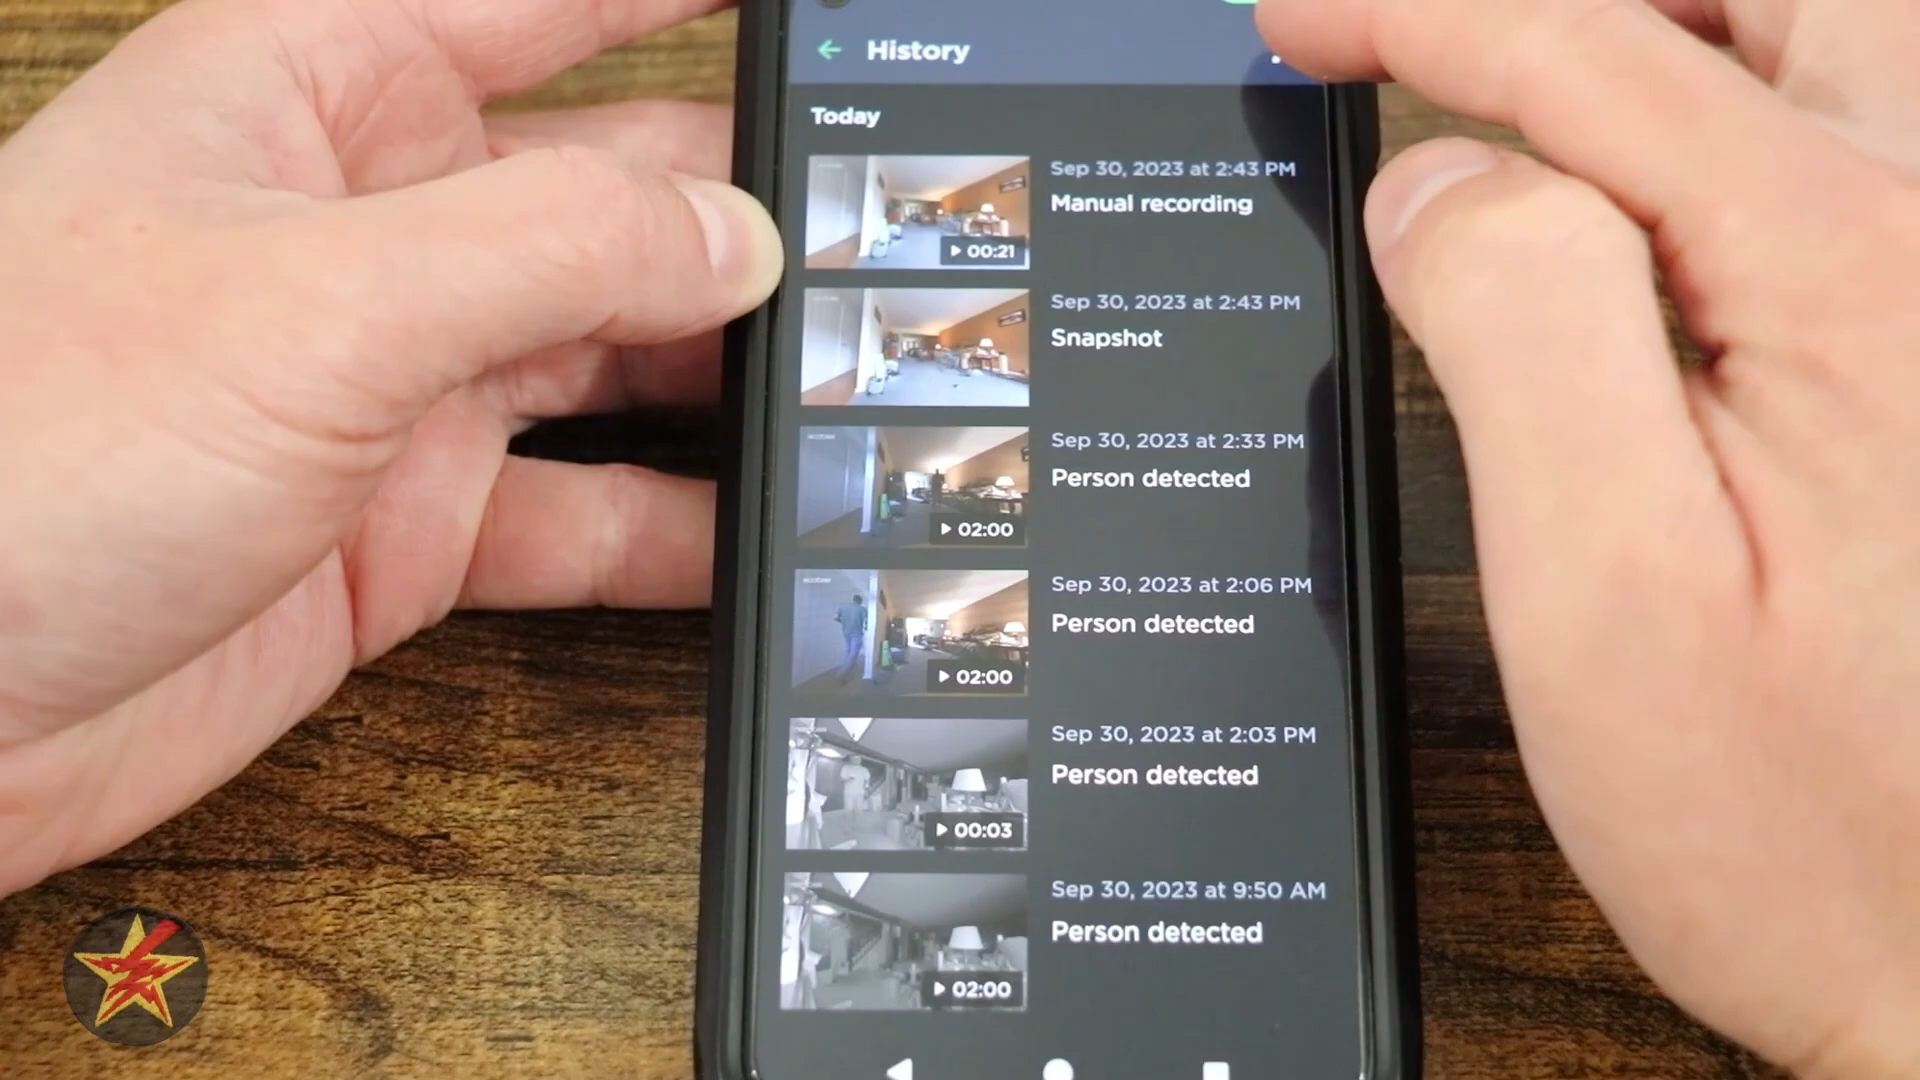 History
Today
Sep 30, 2023 at 2:43 PM
Manual recording
00:21
Sep 30, 2023 at 2:43 PM
Snapshot
Sep 30, 2023 at 2:33 PM
Person detected
02:00
Sep 30, 2023 at 2:06 PM
Person detected
02:00
Sep 30, 2023 at 2:03 PM
Person detected
00:03
Sep 30, 2023 at 9:50 AM
Person detected
02:00